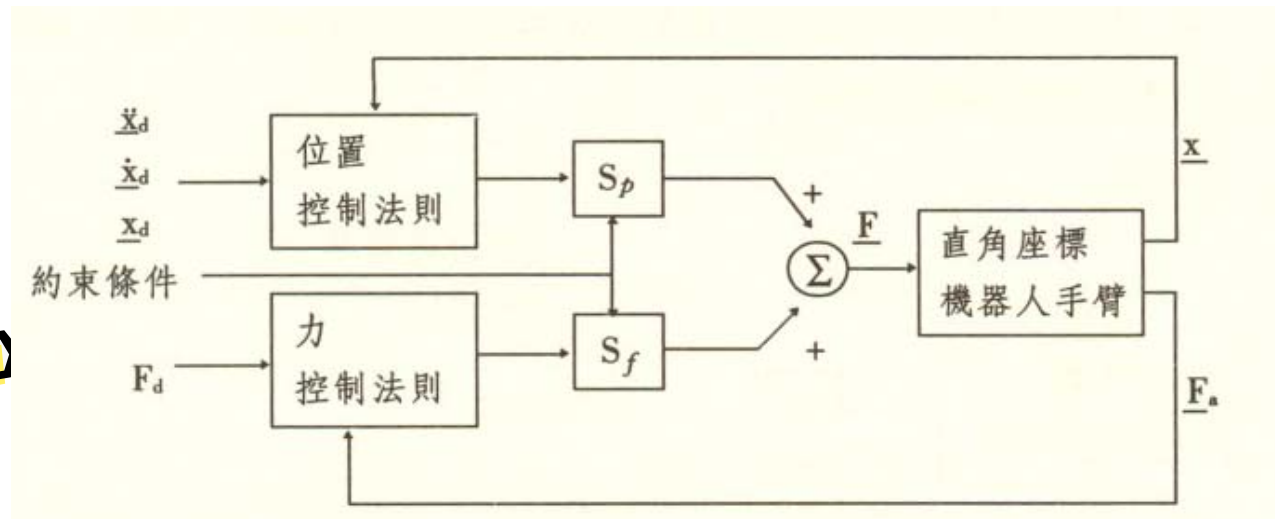 ẍd
ẋd
xd
位置
控制法則
Sp
+
F
直角座標
機器人手臂
x
約束條件
Σ
Fd
力
控制法則
Sf
+
Fa